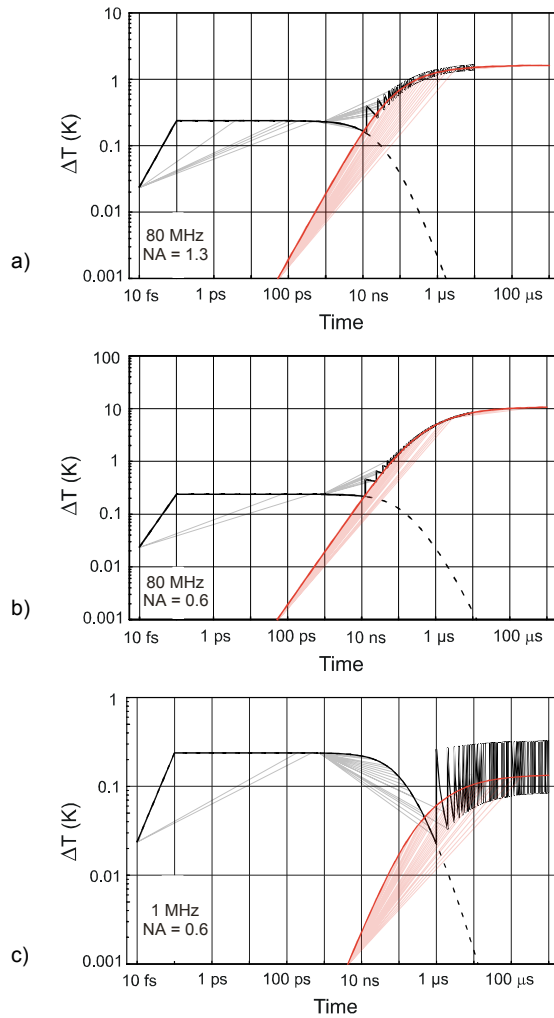 10
1
0.1
0.01
0.001
ΔT (K)
80 MHz
NA = 1.3
a)
10 fs 1 ps 100 ps 10 ns 1 µs 100 µs
Time
100
10
1
0.1
0.01
0.001
ΔT (K)
80 MHz
NA = 0.6
b)
10 fs 1 ps 100 ps 10 ns 1 µs 100 µs
Time
1
0.1
0.01
0.001
ΔT (K)
1 MHz
NA = 0.6
c)
10 fs 1 ps 100 ps 10 ns 1 µs 100 µs
Time